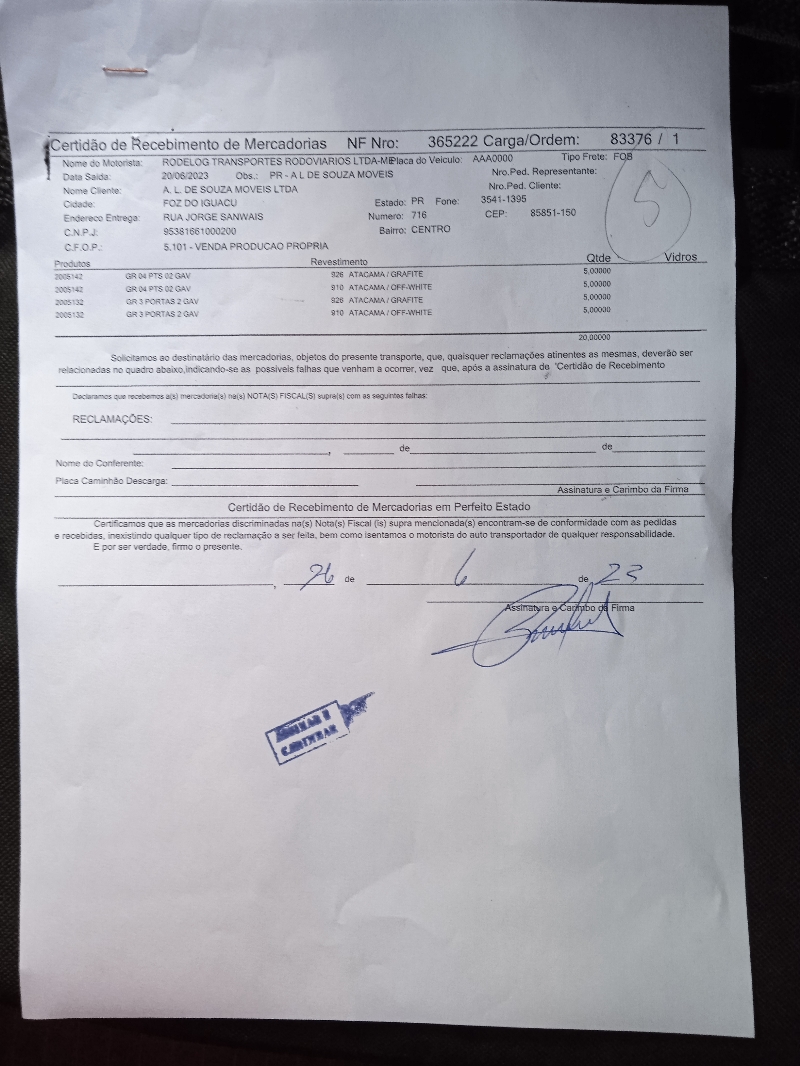 Certidão de Recebimento de Mercadorias NF Nro: 365222 Carga/Ordem: 83376 / 1
Nome do Motorista: RODELOG TRANSPORTES RODOVIARIOS LTDA-ME Placa do Veiculo: AAA0000 Tipo Frete: FOB
Data Saida: 20/06/2023 Obs.: PR - A L DE SOUZA MOVEIS Nro.Ped. Representante:
Nome Cliente: A. L. DE SOUZA MOVEIS LTDA Nro.Ped. Cliente:
Cidade: FOZ DO IGUACU Estado: PR Fone: 3541-1395
Endereco Entrega: RUA JORGE SANWAIS Numero: 716 CEP: 85851-150
C.N.P.J: 95381661000200 Bairro: CENTRO
C.F.O.P.: 5.101 - VENDA PRODUCAO PROPRIA
5
Produtos Revestimento Qtde Vidros
2005142 GR 04 PTS 02 GAV 926 ATACAMA / GRAFITE 5,00000
2005142 GR 04 PTS 02 GAV 910 ATACAMA / OFF-WHITE 5,00000
2005132 GR 3 PORTAS 2 GAV 926 ATACAMA / GRAFITE 5,00000
2005132 GR 3 PORTAS 2 GAV 910 ATACAMA / OFF-WHITE 5,00000
20,00000
Solicitamos ao destinatário das mercadorias, objetos do presente transporte, que, quaisquer reclamações atinentes as mesmas, deverão ser
relacionadas no quadro abaixo,indicando-se as possíveis falhas que venham a ocorrer, vez que, após a assinatura da 'Certidão de Recebimento
Declaramos que recebemos a(s) mercadoria(s) na(s) NOTA(S) FISCAL(S) supra(s) com as seguintes falhas:
RECLAMAÇÕES:
, de de
Nome do Conferente:
Placa Caminhão Descarga:
Assinatura e Carimbo da Firma
Certidão de Recebimento de Mercadorias em Perfeito Estado
Certificamos que as mercadorias discriminadas na(s) Nota(s) Fiscal (is) supra mencionada(s) encontram-se de conformidade com as pedidas
e recebidas, inexistindo qualquer tipo de reclamação a ser feita, bem como isentamos o motorista do auto transportador de qualquer responsabilidade.
E por ser verdade, firmo o presente.
, 26 de 6 de 23
Assinatura e Carimbo da Firma
CARIMBAR